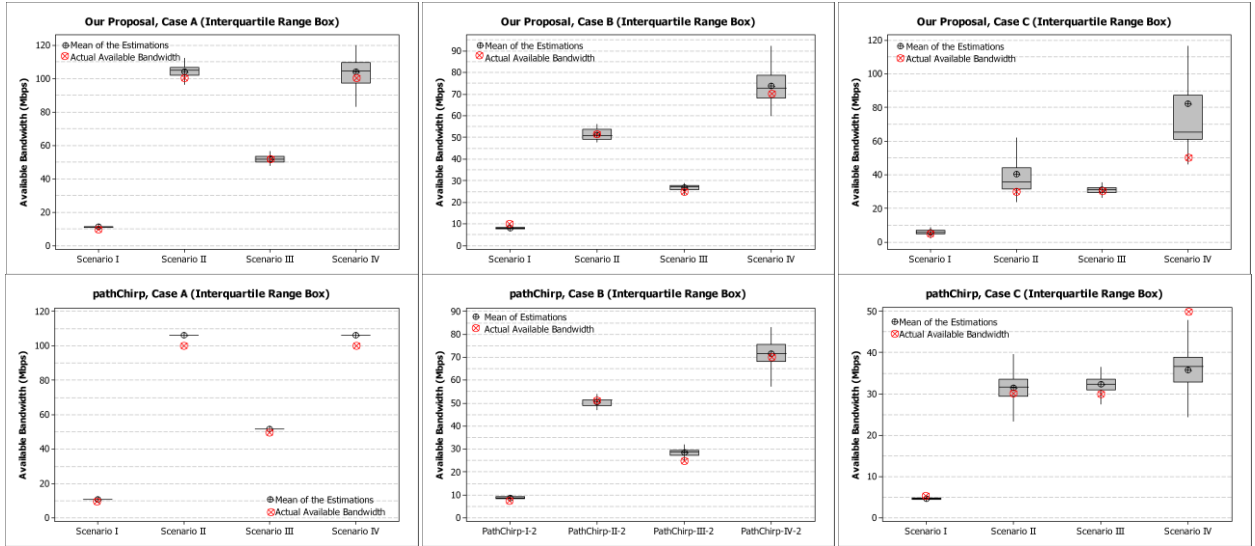 Our Proposal, Case A (Interquartile Range Box)
Available Bandwidth (Mbps)
120
100
80
60
40
20
0
Mean of the Estimations
Actual Available Bandwidth
Scenario I
Scenario II
Scenario III
Scenario IV
Our Proposal, Case B (Interquartile Range Box)
Available Bandwidth (Mbps)
90
80
70
60
50
40
30
20
10
0
Mean of the Estimations
Actual Available Bandwidth
Scenario I
Scenario II
Scenario III
Scenario IV
Our Proposal, Case C (Interquartile Range Box)
Available Bandwidth (Mbps)
120
100
80
60
40
20
0
Mean of the Estimations
Actual Available Bandwidth
Scenario I
Scenario II
Scenario III
Scenario IV
pathChirp, Case A (Interquartile Range Box)
Available Bandwidth (Mbps)
120
100
80
60
40
20
0
Mean of the Estimations
Actual Available Bandwidth
Scenario I
Scenario II
Scenario III
Scenario IV
pathChirp, Case B (Interquartile Range Box)
Available Bandwidth (Mbps)
90
80
70
60
50
40
30
20
10
0
Mean of the Estimations
Actual Available Bandwidth
PathChirp-I-2
PathChirp-II-2
PathChirp-III-2
PathChirp-IV-2
pathChirp, Case C (Interquartile Range Box)
Available Bandwidth (Mbps)
50
40
30
20
10
0
Mean of the Estimations
Actual Available Bandwidth
Scenario I
Scenario II
Scenario III
Scenario IV